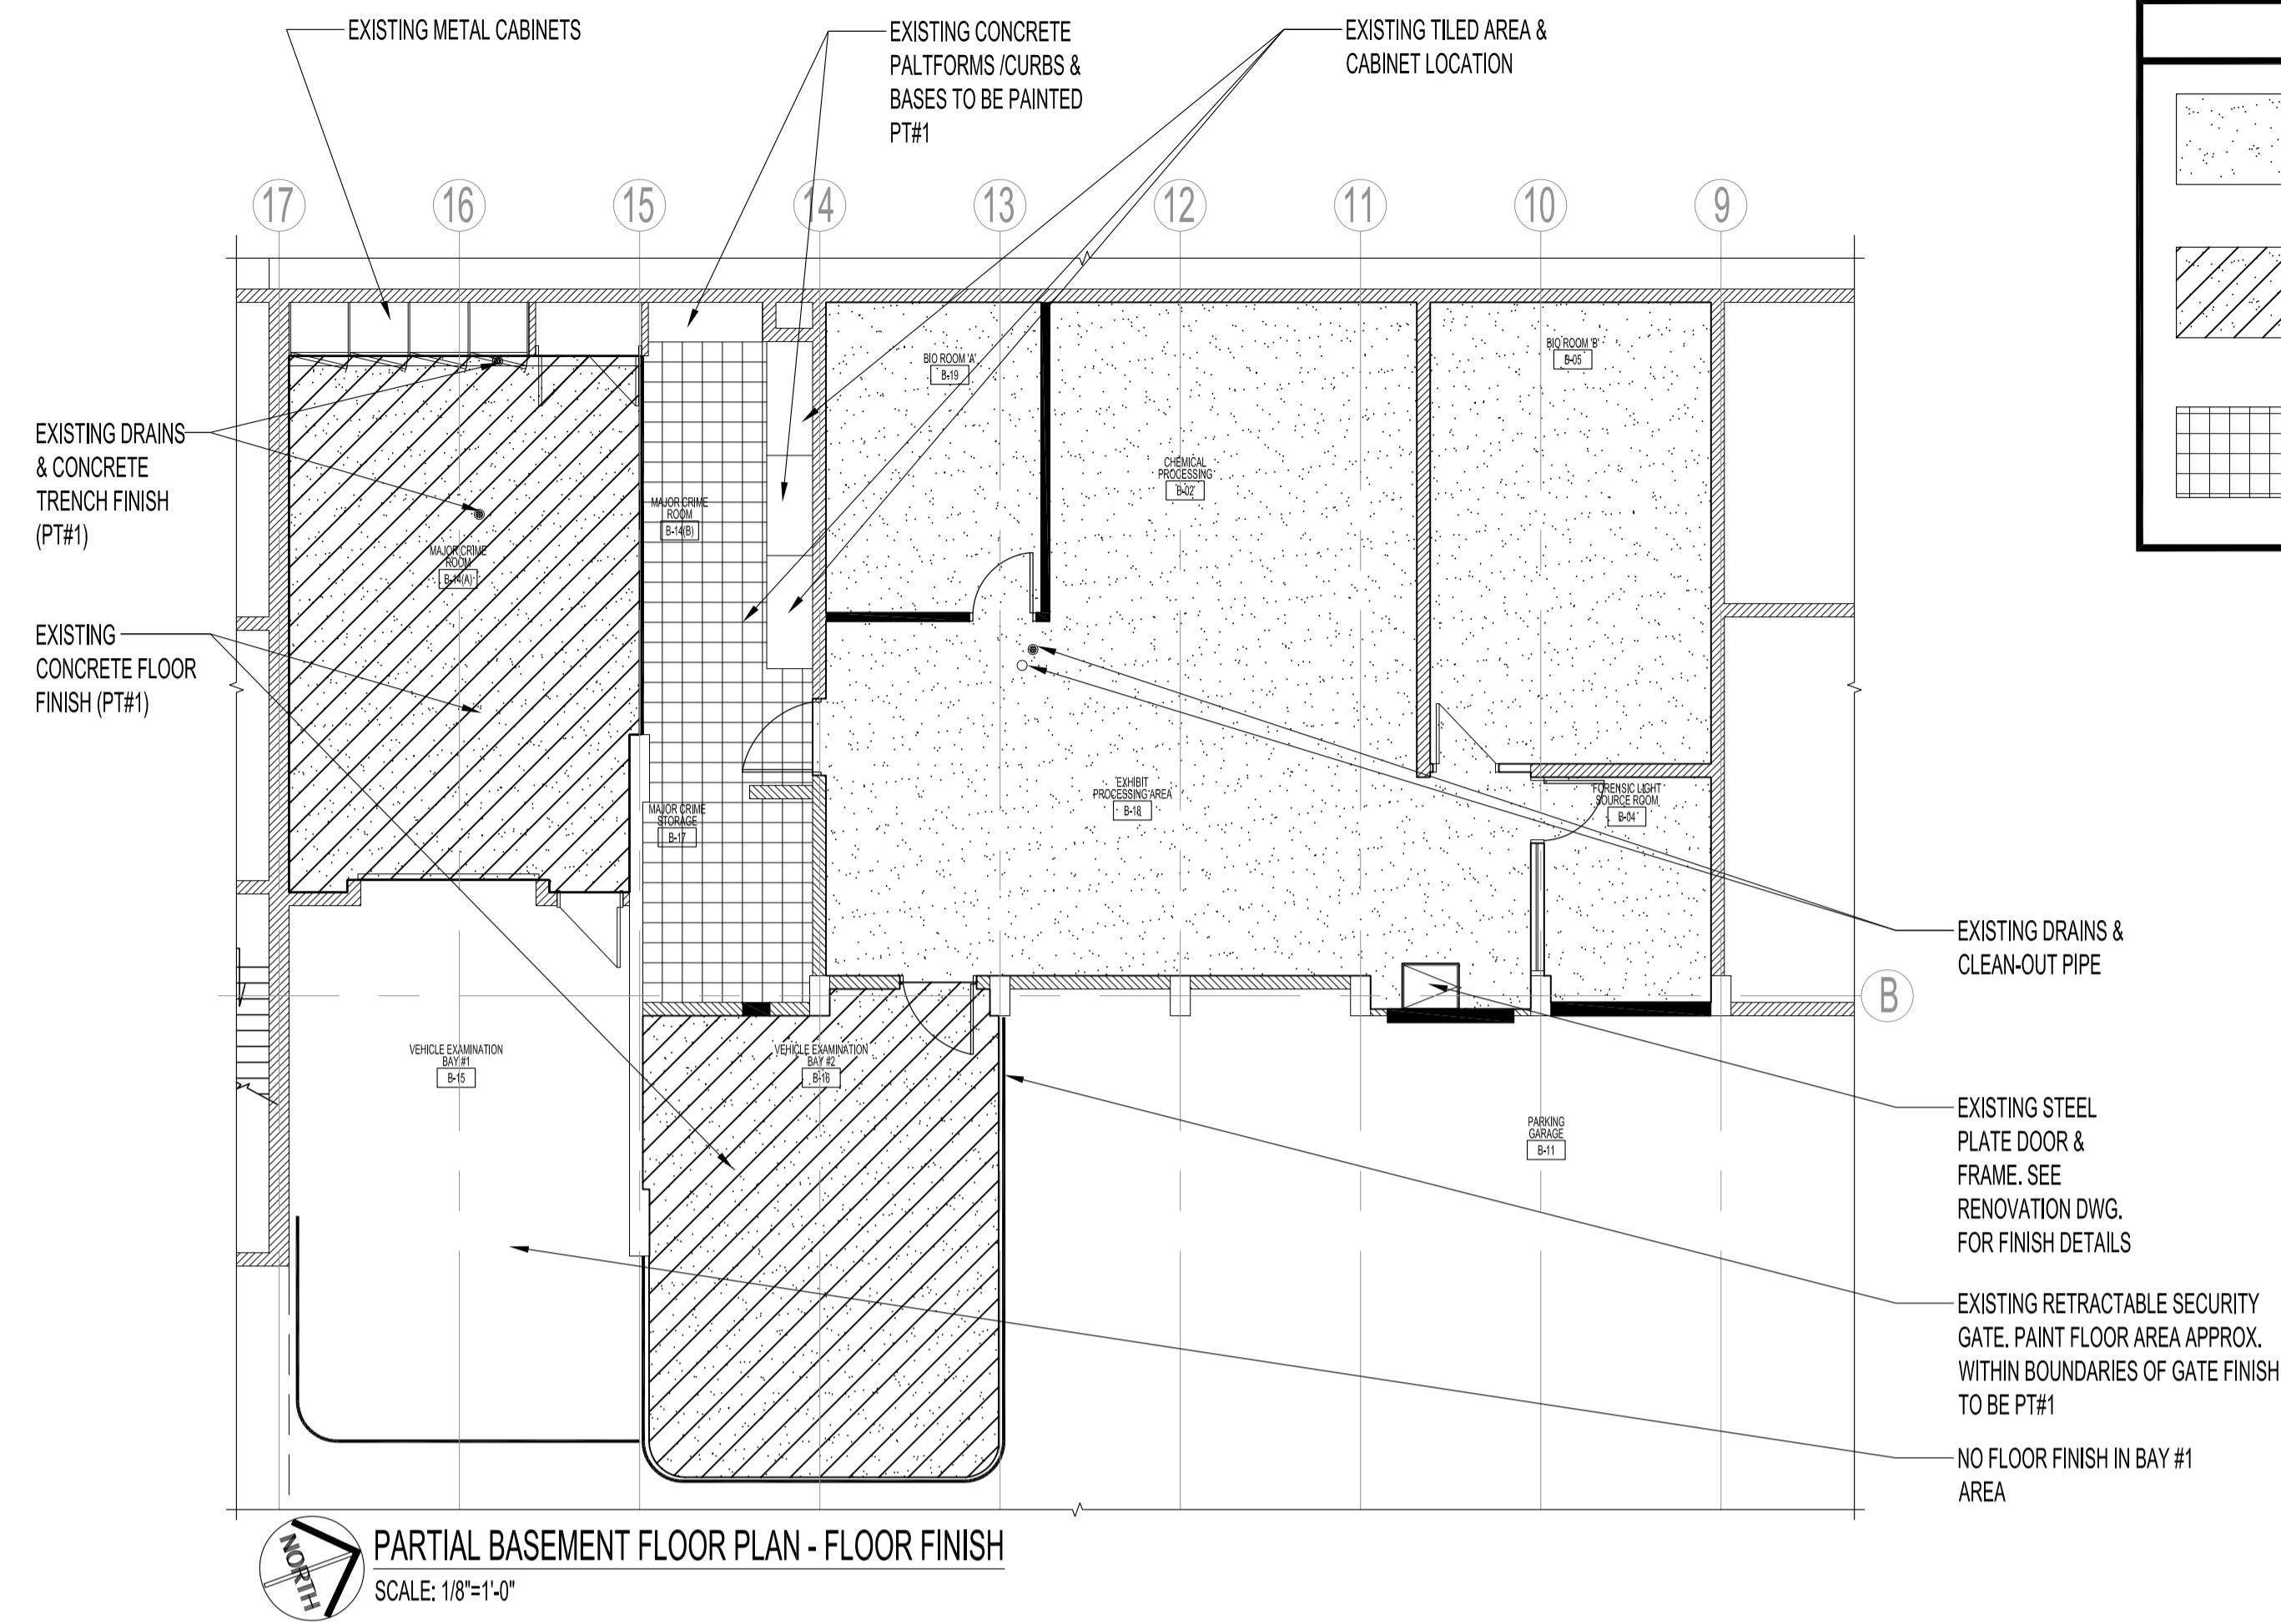 EXISTING METAL CABINETS
EXISTING CONCRETE
PALTFORMS /CURBS &
BASES TO BE PAINTED
PT#1
EXISTING TILED AREA &
CABINET LOCATION
17
16
15
14
13
12
11
10
9
EXISTING DRAINS
& CONCRETE
TRENCH FINISH
(PT#1)
EXISTING
CONCRETE FLOOR
FINISH (PT#1)
BIO ROOM 'A'
B-19
BIO ROOM 'B'
B-05
CHEMICAL
PROCESSING
B-02
MAJOR CRIME
ROOM
B-14(B)
MAJOR CRIME
ROOM
B-14(A)
EXHIBIT
PROCESSING AREA
B-18
FORENSIC LIGHT
SOURCE ROOM
B-04
MAJOR CRIME
STORAGE
B-17
EXISTING DRAINS &
CLEAN-OUT PIPE
B
VEHICLE EXAMINATION
BAY #1
B-15
VEHICLE EXAMINATION
BAY #2
B-16
PARKING
GARAGE
B-11
EXISTING STEEL
PLATE DOOR &
FRAME. SEE
RENOVATION DWG.
FOR FINISH DETAILS
EXISTING RETRACTABLE SECURITY
GATE. PAINT FLOOR AREA APPROX.
WITHIN BOUNDARIES OF GATE FINISH
TO BE PT#1
NO FLOOR FINISH IN BAY #1
AREA
NORTH
PARTIAL BASEMENT FLOOR PLAN - FLOOR FINISH
SCALE: 1/8"=1'-0"